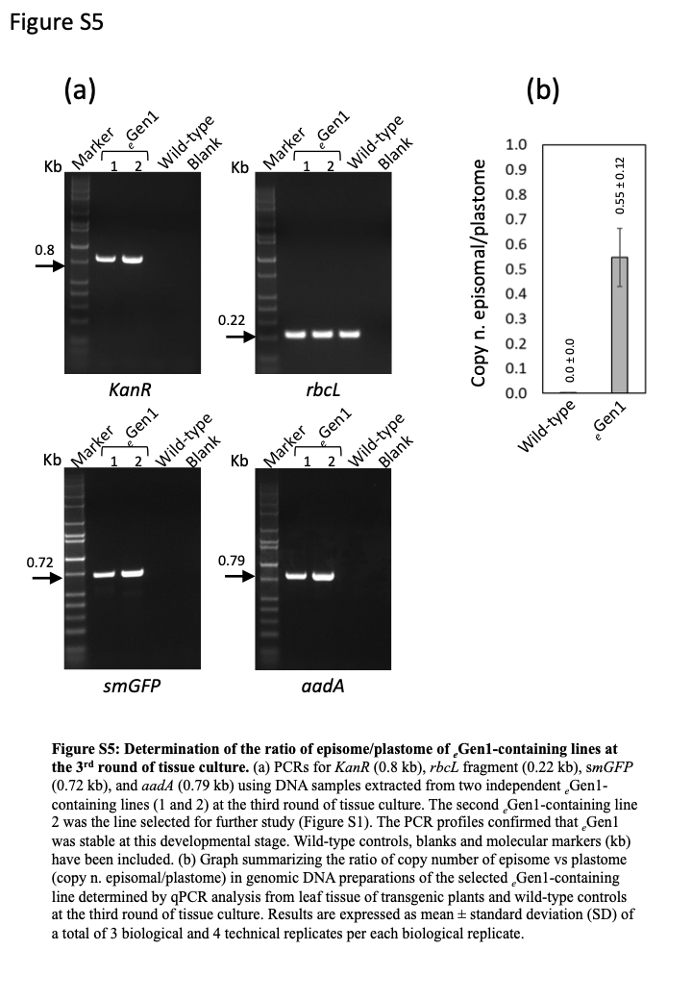 Figure S5
(a)
Kb Marker eGen1 1 2 Wild-type Blank
0.8
KanR
Kb Marker eGen1 1 2 Wild-type Blank
0.22
rbcL
Kb Marker eGen1 1 2 Wild-type Blank
0.72
smGFP
Kb Marker eGen1 1 2 Wild-type Blank
0.79
aadA
(b)
Copy n. episomal/plastome
1.0
0.9
0.8
0.7
0.6
0.5
0.4
0.3
0.2
0.1
0.0
0.0 ± 0.0
0.55 ± 0.12
Wild-type
eGen1
Figure S5: Determination of the ratio of episome/plastome of eGen1-containing lines at
the 3rd round of tissue culture. (a) PCRs for KanR (0.8 kb), rbcL fragment (0.22 kb), smGFP
(0.72 kb), and aadA (0.79 kb) using DNA samples extracted from two independent eGen1-
containing lines (1 and 2) at the third round of tissue culture. The second eGen1-containing line
2 was the line selected for further study (Figure S1). The PCR profiles confirmed that eGen1
was stable at this developmental stage. Wild-type controls, blanks and molecular markers (kb)
have been included. (b) Graph summarizing the ratio of copy number of episome vs plastome
(copy n. episomal/plastome) in genomic DNA preparations of the selected eGen1-containing
line determined by qPCR analysis from leaf tissue of transgenic plants and wild-type controls
at the third round of tissue culture. Results are expressed as mean ± standard deviation (SD) of
a total of 3 biological and 4 technical replicates per each biological replicate.